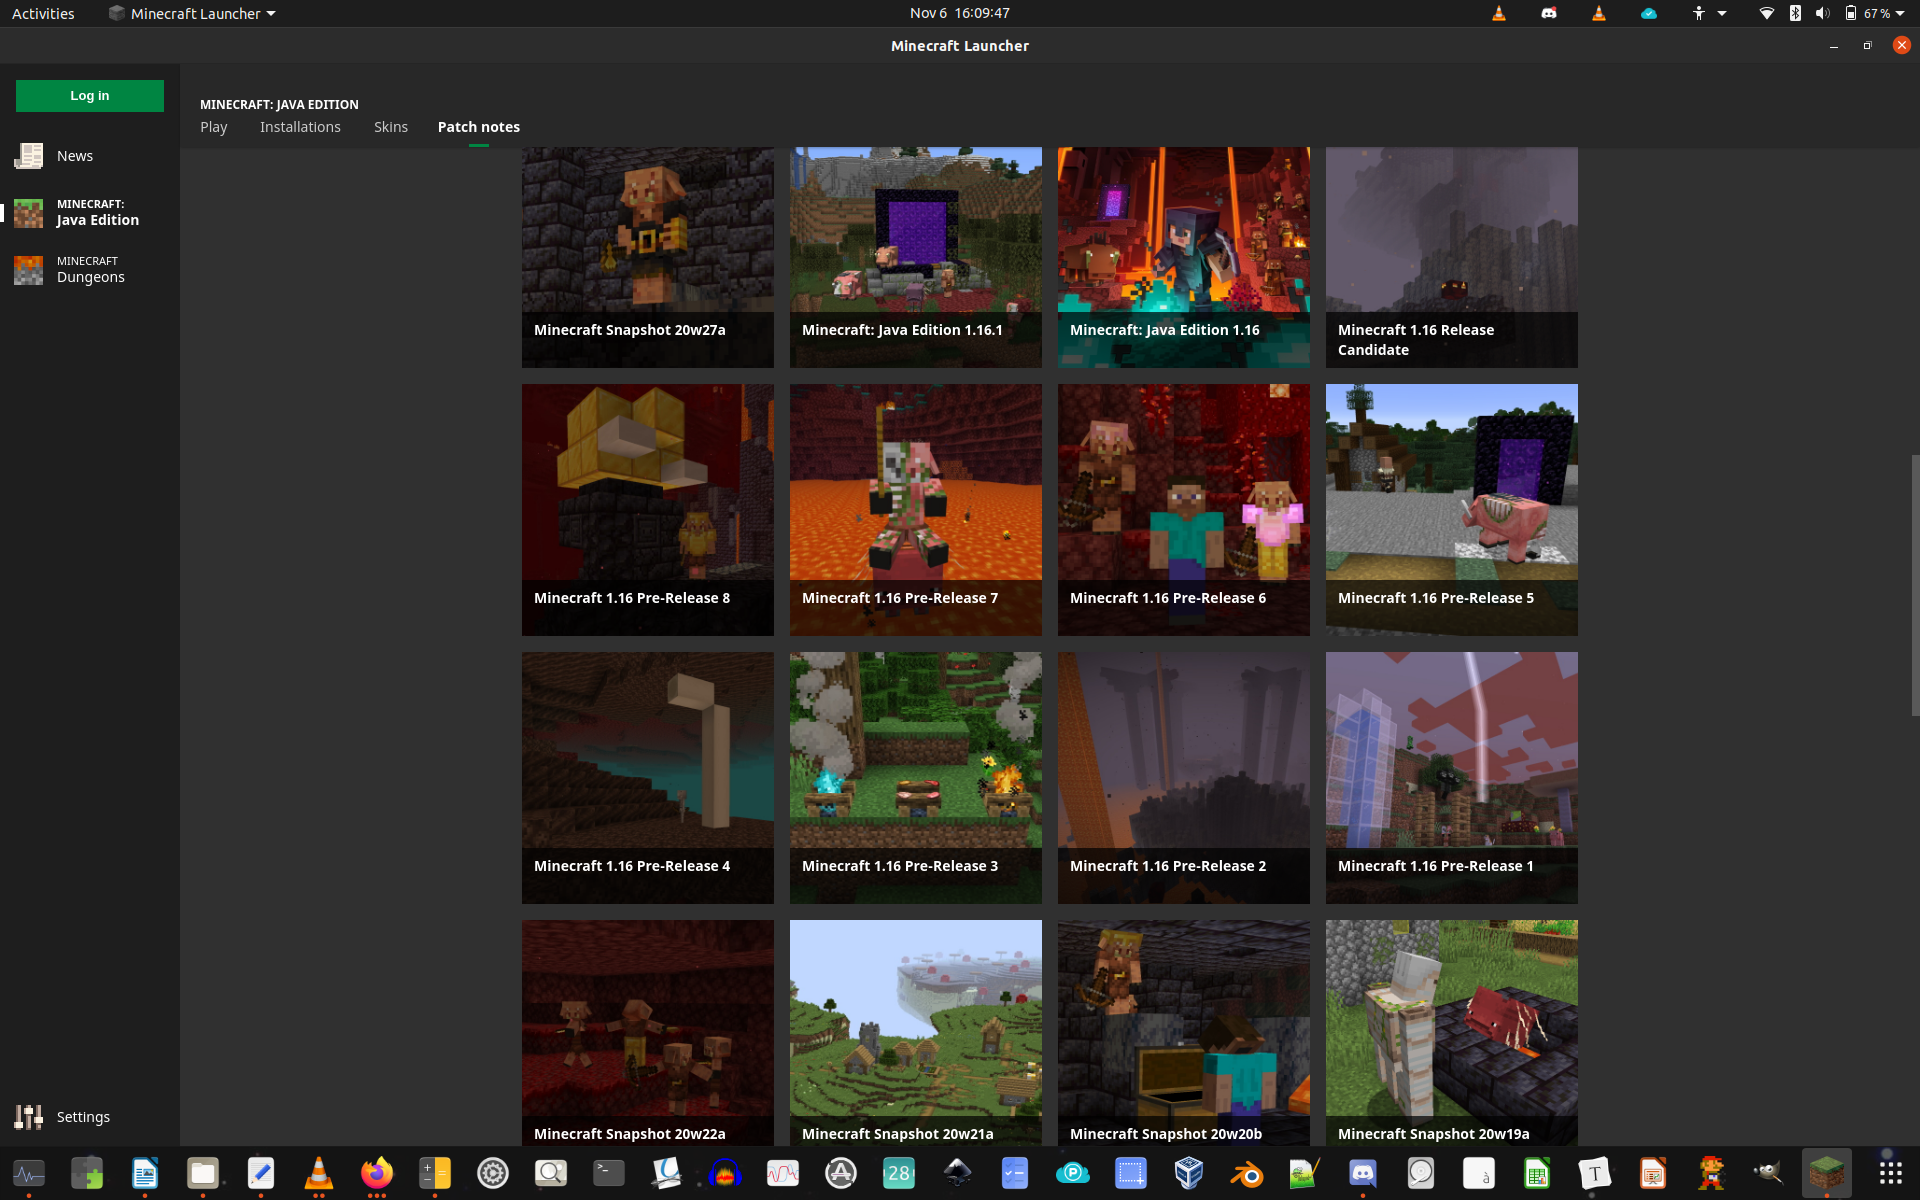 Activities
Minecraft Launcher
Nov 6 16:09:47
67 %
Minecraft Launcher
Log in
News
MINECRAFT:
Java Edition
MINECRAFT
Dungeons
Settings
MINECRAFT: JAVA EDITION
Play Installations Skins Patch notes
Minecraft Snapshot 20w27a
Minecraft: Java Edition 1.16.1
Minecraft: Java Edition 1.16
Minecraft 1.16 Release
Candidate
Minecraft 1.16 Pre-Release 8
Minecraft 1.16 Pre-Release 7
Minecraft 1.16 Pre-Release 6
Minecraft 1.16 Pre-Release 5
Minecraft 1.16 Pre-Release 4
Minecraft 1.16 Pre-Release 3
Minecraft 1.16 Pre-Release 2
Minecraft 1.16 Pre-Release 1
Minecraft Snapshot 20w22a
Minecraft Snapshot 20w21a
Minecraft Snapshot 20w20b
Minecraft Snapshot 20w19a
28
P
à
T